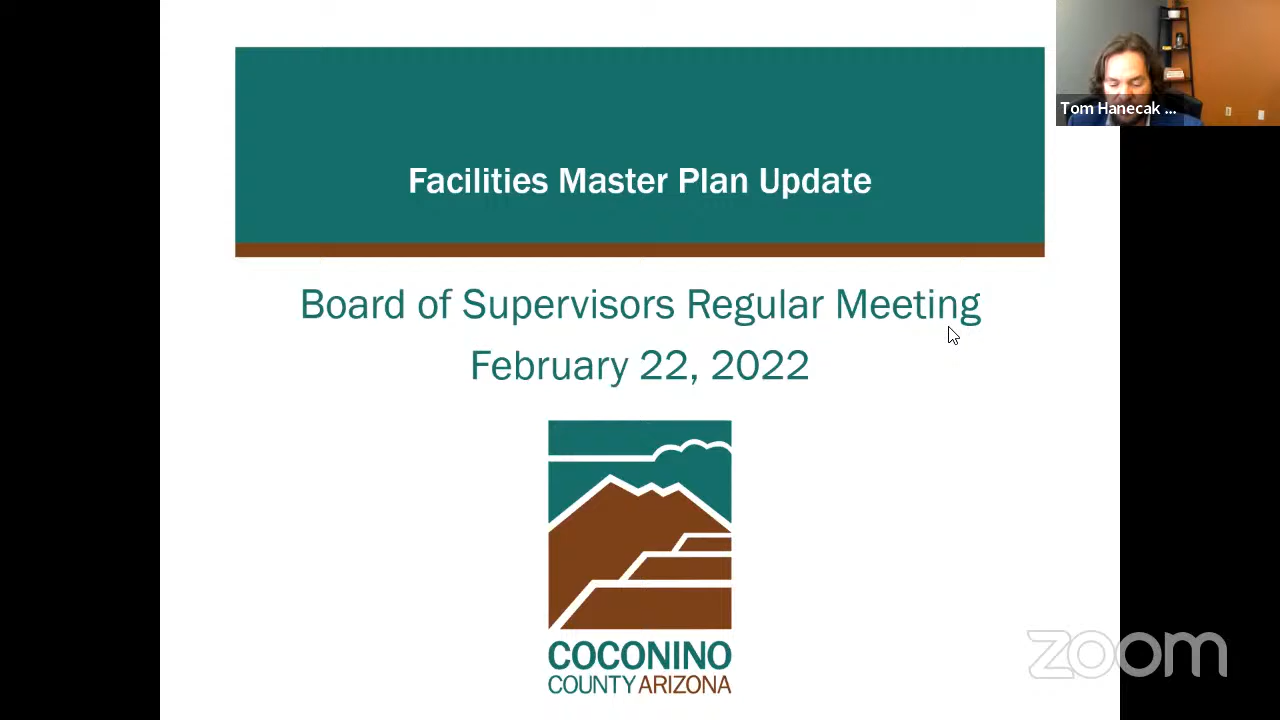 Tom Hanecak ...
Facilities Master Plan Update
Board of Supervisors Regular Meeting
February 22, 2022
COCONINO
COUNTY ARIZONA
zoom